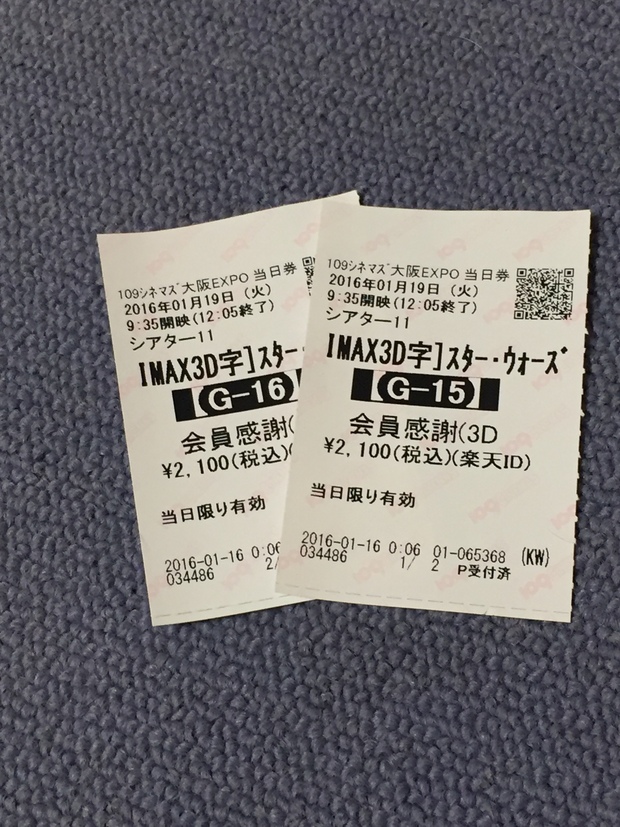 109シネマズ大阪EXPO 当日券
2016年01月19日 (火)
9:35開映(12:05終了)
シアター11
[IMAX3D字]スター・
【G-16】
会員感謝(
¥2,100(税込)(
当日限り有効
2016-01-16 0:06
034486 2/
109シネマズ大阪EXPO 当日券
2016年01月19日 (火)
9:35開映(12:05終了)
シアター11
[IMAX3D字]スター・ウォーズ
【G-15】
会員感謝(3D
¥2,100(税込)(楽天ID)
当日限り有効
2016-01-16 0:06 01-065368 (KW)
034486 1/ 2 P受付済